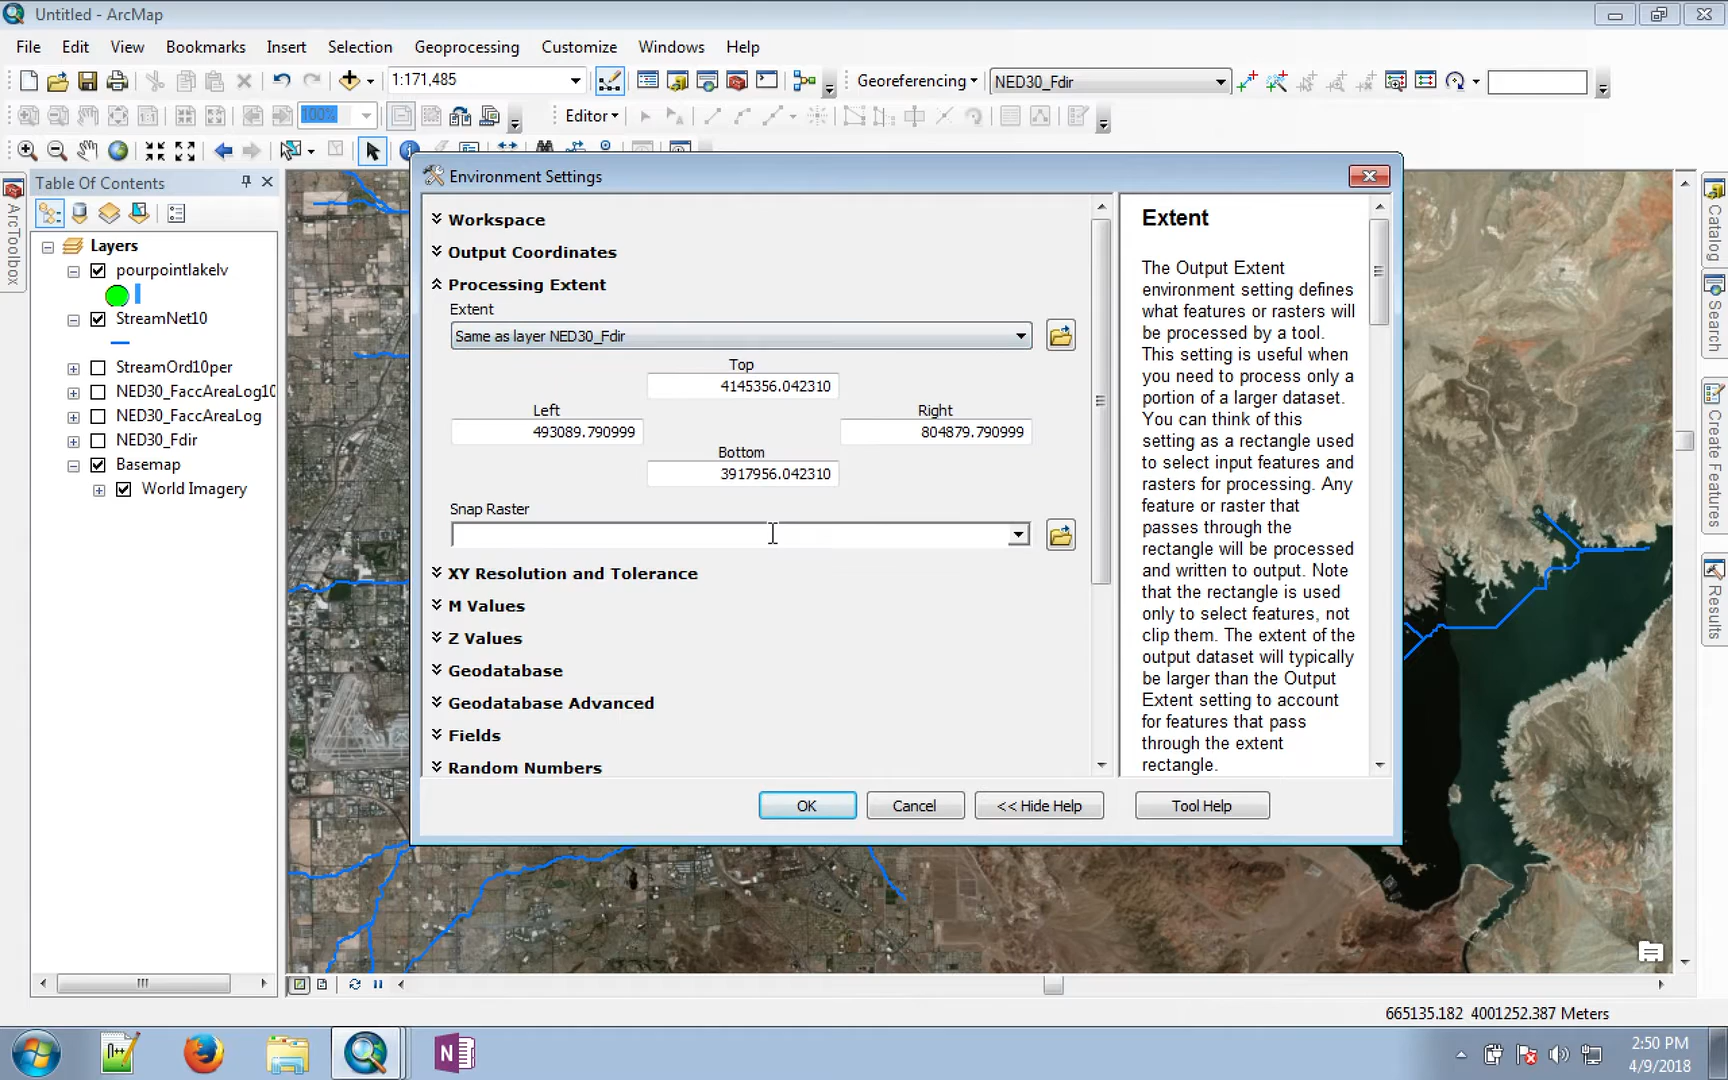 Untitled - ArcMap
File Edit View Bookmarks Insert Selection Geoprocessing Customize Windows Help
1:171,485
Georeferencing
NED30_Fdir
100%
Editor
ArcToolbox
Table Of Contents
Layers
pourpointlakelv
StreamNet10
StreamOrd10per
NED30_FaccAreaLog10
NED30_FaccAreaLog
NED30_Fdir
Basemap
World Imagery
Environment Settings
Workspace
Output Coordinates
Processing Extent
Extent
Same as layer NED30_Fdir
Top
4145356.042310
Left
Right
493089.790999
804879.790999
Bottom
3917956.042310
Snap Raster
XY Resolution and Tolerance
M Values
Z Values
Geodatabase
Geodatabase Advanced
Fields
Random Numbers
OK
Cancel
<< Hide Help
Tool Help
Extent
The Output Extent
environment setting defines
what features or rasters will
be processed by a tool.
This setting is useful when
you need to process only a
portion of a larger dataset.
You can think of this
setting as a rectangle used
to select input features and
rasters for processing. Any
feature or raster that
passes through the
rectangle will be processed
and written to output. Note
that the rectangle is used
only to select features, not
clip them. The extent of the
output dataset will typically
be larger than the Output
Extent setting to account
for features that pass
through the extent
rectangle.
Catalog
Search
Create Features
Results
665135.182 4001252.387 Meters
2:50 PM
4/9/2018